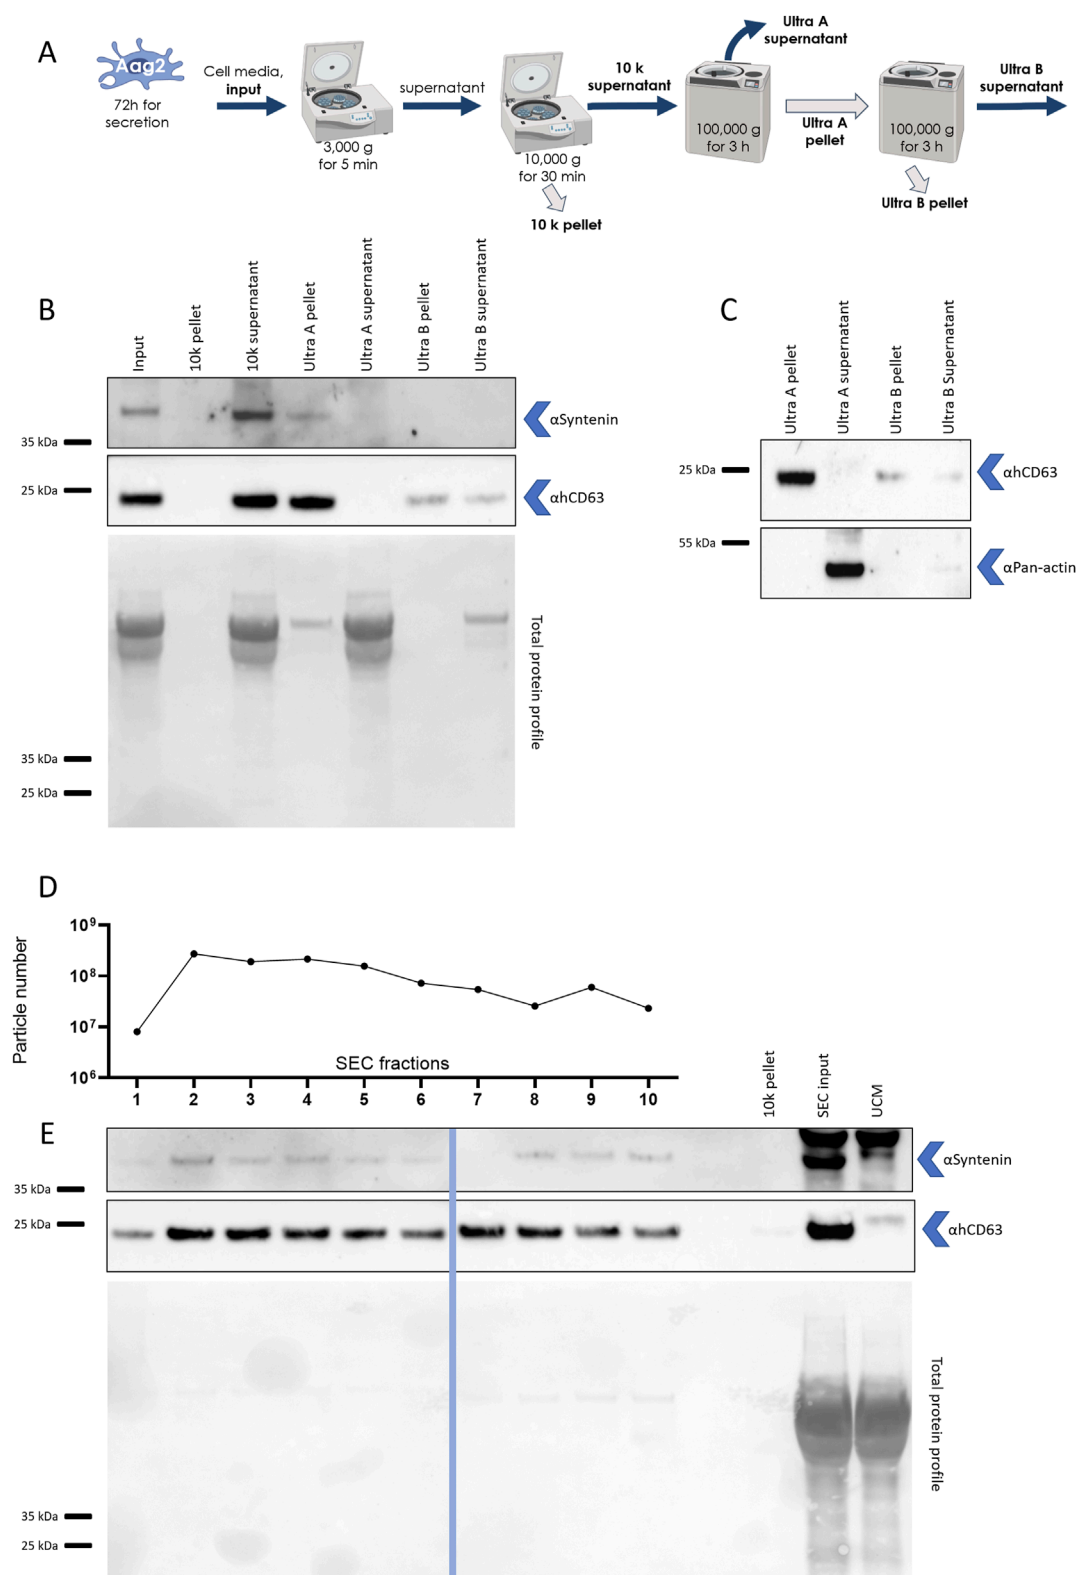 A
Aag2
72h for
secretion
Cell media,
input
3,000 g
for 5 min
supernatant
10,000 g
for 30 min
10 k pellet
10 k
supernatant
100,000 g
for 3 h
Ultra A
supernatant
Ultra A
pellet
100,000 g
for 3 h
Ultra B pellet
Ultra B
supernatant
B
Input
10k pellet
10k supernatant
Ultra A pellet
Ultra A supernatant
Ultra B pellet
Ultra B supernatant
35 kDa
αSyntenin
25 kDa
αhCD63
Total protein profile
35 kDa
25 kDa
C
Ultra A pellet
Ultra A supernatant
Ultra B pellet
Ultra B Supernatant
25 kDa
αhCD63
55 kDa
αPan-actin
D
Particle number
10⁹
10⁸
10⁷
10⁶
SEC fractions
1 2 3 4 5 6 7 8 9 10
10k pellet
SEC input
UCM
E
αSyntenin
35 kDa
25 kDa
αhCD63
Total protein profile
35 kDa
25 kDa